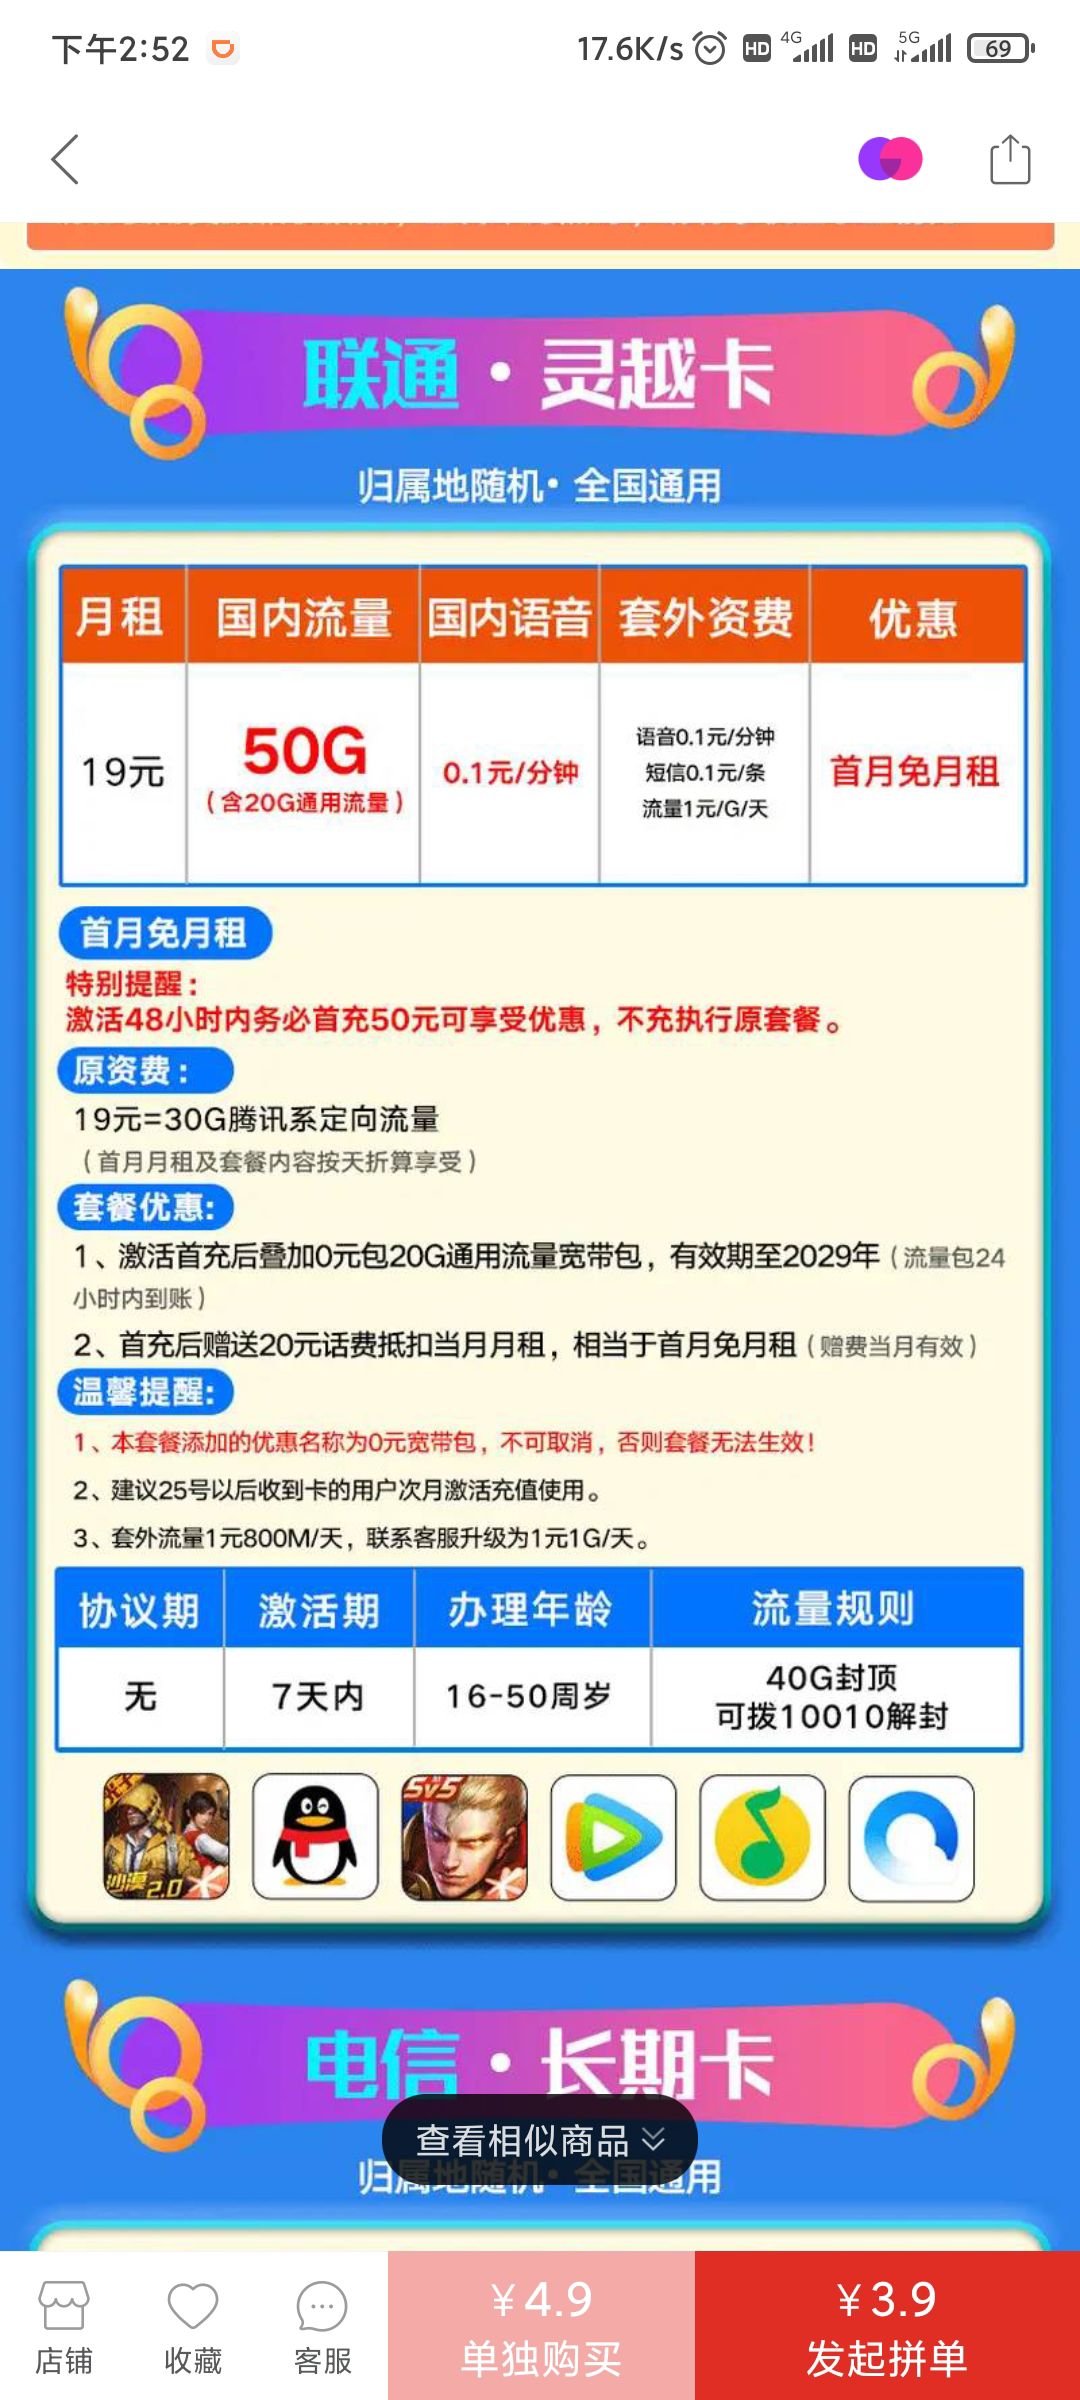 下午2:52
17.6K/s
4G
5G
HD
HD
69
联通·灵越卡
归属地随机·全国通用
月租 国内流量 国内语音 套外资费 优惠
19元
50G
(含20G通用流量)
0.1元/分钟
语音0.1元/分钟
短信0.1元/条
流量1元/G/天
首月免月租
首月免月租
特别提醒：
激活48小时内务必首充50元可享受优惠，不充执行原套餐。
原资费：
19元=30G腾讯系定向流量
(首月月租及套餐内容按天折算享受)
套餐优惠:
1、激活首充后叠加0元包20G通用流量宽带包，有效期至2029年(流量包24
小时内到账)
2、首充后赠送20元话费抵扣当月月租，相当于首月免月租(赠费当月有效)
温馨提醒:
1、本套餐添加的优惠名称为0元宽带包，不可取消，否则套餐无法生效！
2、建议25号以后收到卡的用户次月激活充值使用。
3、套外流量1元800M/天，联系客服升级为1元1G/天。
协议期 激活期 办理年龄 流量规则
无 7天内 16-50周岁
40G封顶
可拨10010解封
沙漠2.0
5v5
电信·长期卡
查看相似商品
归属地随机·全国通用
店铺
收藏
客服
¥4.9
单独购买
¥3.9
发起拼单